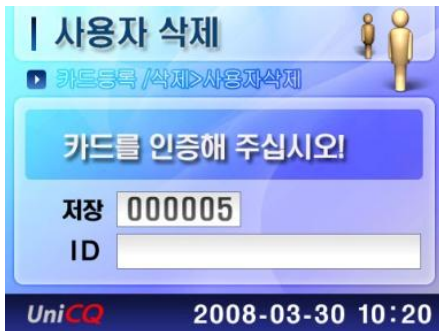 사용자 삭제
카드등록 /삭제>사용자삭제
카드를 인증해 주십시오!
저장 000005
ID
UniCQ 2008-03-30 10:20